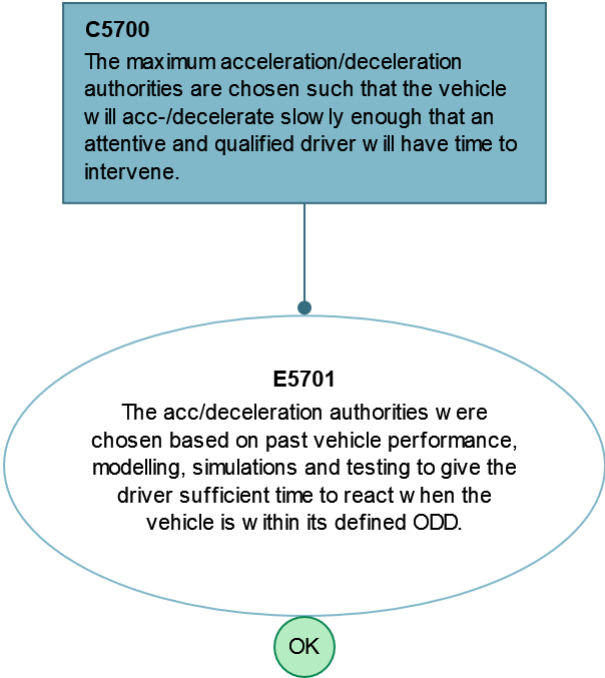 C5700
The maximum acceleration/deceleration
authorities are chosen such that the vehicle
will acc-/decelerate slowly enough that an
attentive and qualified driver will have time to
intervene.
E5701
The acc/deceleration authorities were
chosen based on past vehicle performance,
modelling, simulations and testing to give the
driver sufficient time to react when the
vehicle is within its defined ODD.
OK